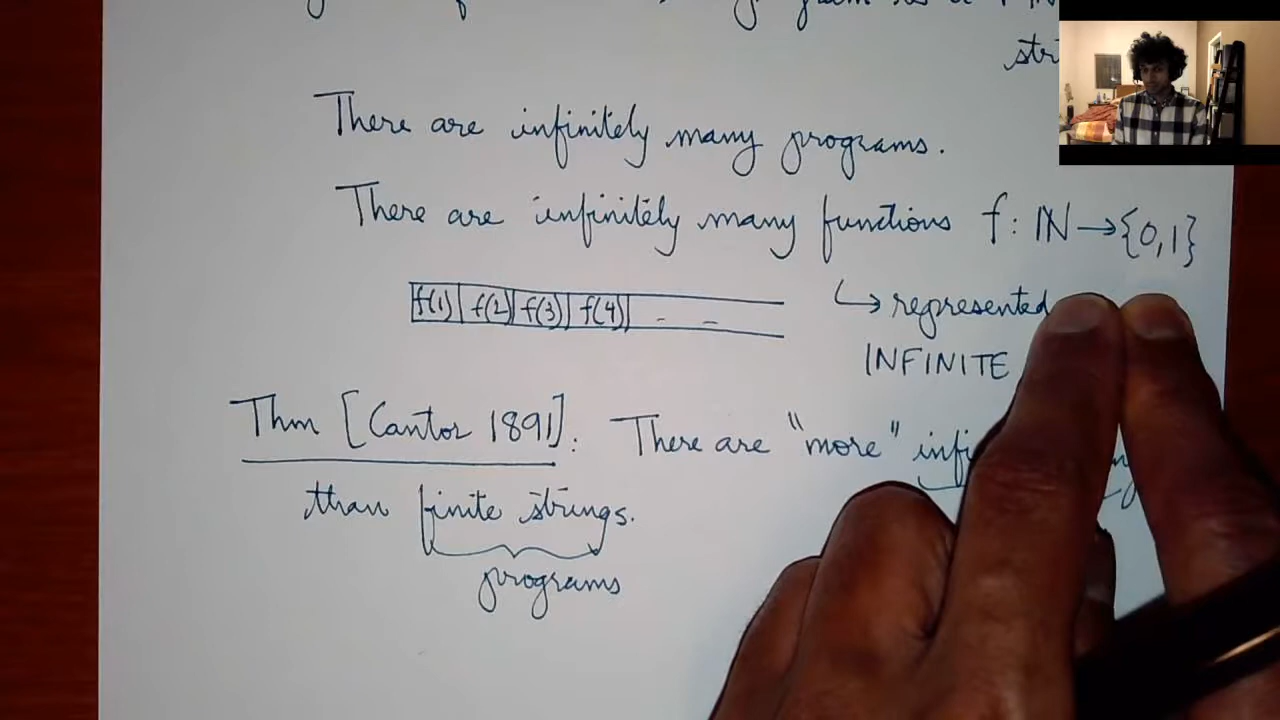 There are infinitely many programs.
There are infinitely many functions f: ℕ → {0,1}
f(1) f(2) f(3) f(4) - -
↳ represented
INFINITE
Thm [Cantor 1891]: There are "more"
than finite strings.
programs